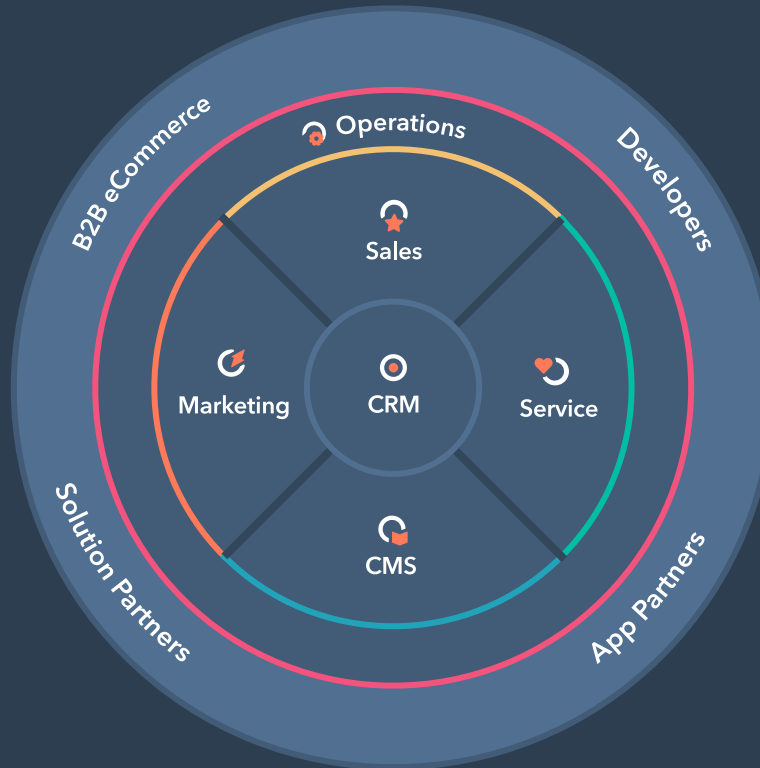 B2B eCommerce
Developers
Operations
Sales
Marketing
CRM
Service
CMS
Solution Partners
App Partners